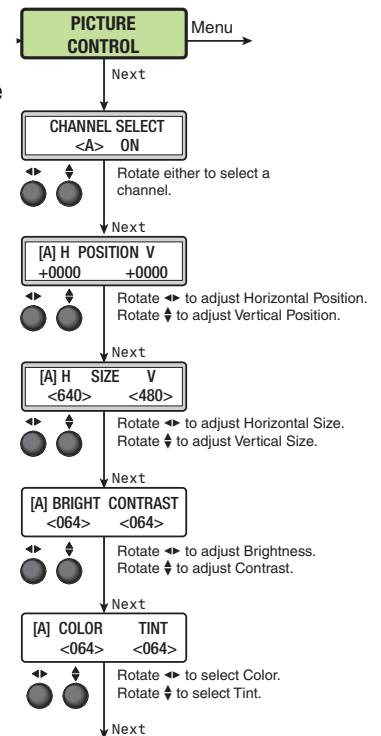 PICTURE
CONTROL
Menu
Next
CHANNEL SELECT
<A> ON
Rotate either to select a
channel.
Next
[A] H POSITION V
+0000 +0000
Rotate ◂▸ to adjust Horizontal Position.
Rotate ▴▾ to adjust Vertical Position.
Next
[A] H SIZE V
<640> <480>
Rotate ◂▸ to adjust Horizontal Size.
Rotate ▴▾ to adjust Vertical Size.
Next
[A] BRIGHT CONTRAST
<064> <064>
Rotate ◂▸ to adjust Brightness.
Rotate ▴▾ to adjust Contrast.
Next
[A] COLOR TINT
<064> <064>
Rotate ◂▸ to select Color.
Rotate ▴▾ to select Tint.
Next